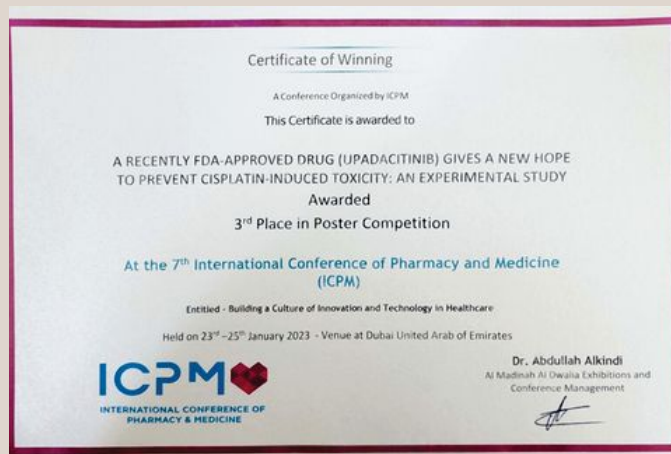 Certificate of Winning
A Conference Organized by ICPM
This Certificate is awarded to
A RECENTLY FDA-APPROVED DRUG (UPADACITINIB) GIVES A NEW HOPE
TO PREVENT CISPLATIN-INDUCED TOXICITY: AN EXPERIMENTAL STUDY
Awarded
3rd Place in Poster Competition
At the 7th International Conference of Pharmacy and Medicine
(ICPM)
Entitled - Building a Culture of Innovation and Technology in Healthcare
Held on 23rd -25th January 2023 - Venue at Dubai United Arab of Emirates
ICPM
INTERNATIONAL CONFERENCE OF
PHARMACY & MEDICINE
Dr. Abdullah Alkindi
Al Madinah Al Dwalia Exhibitions and
Conference Management